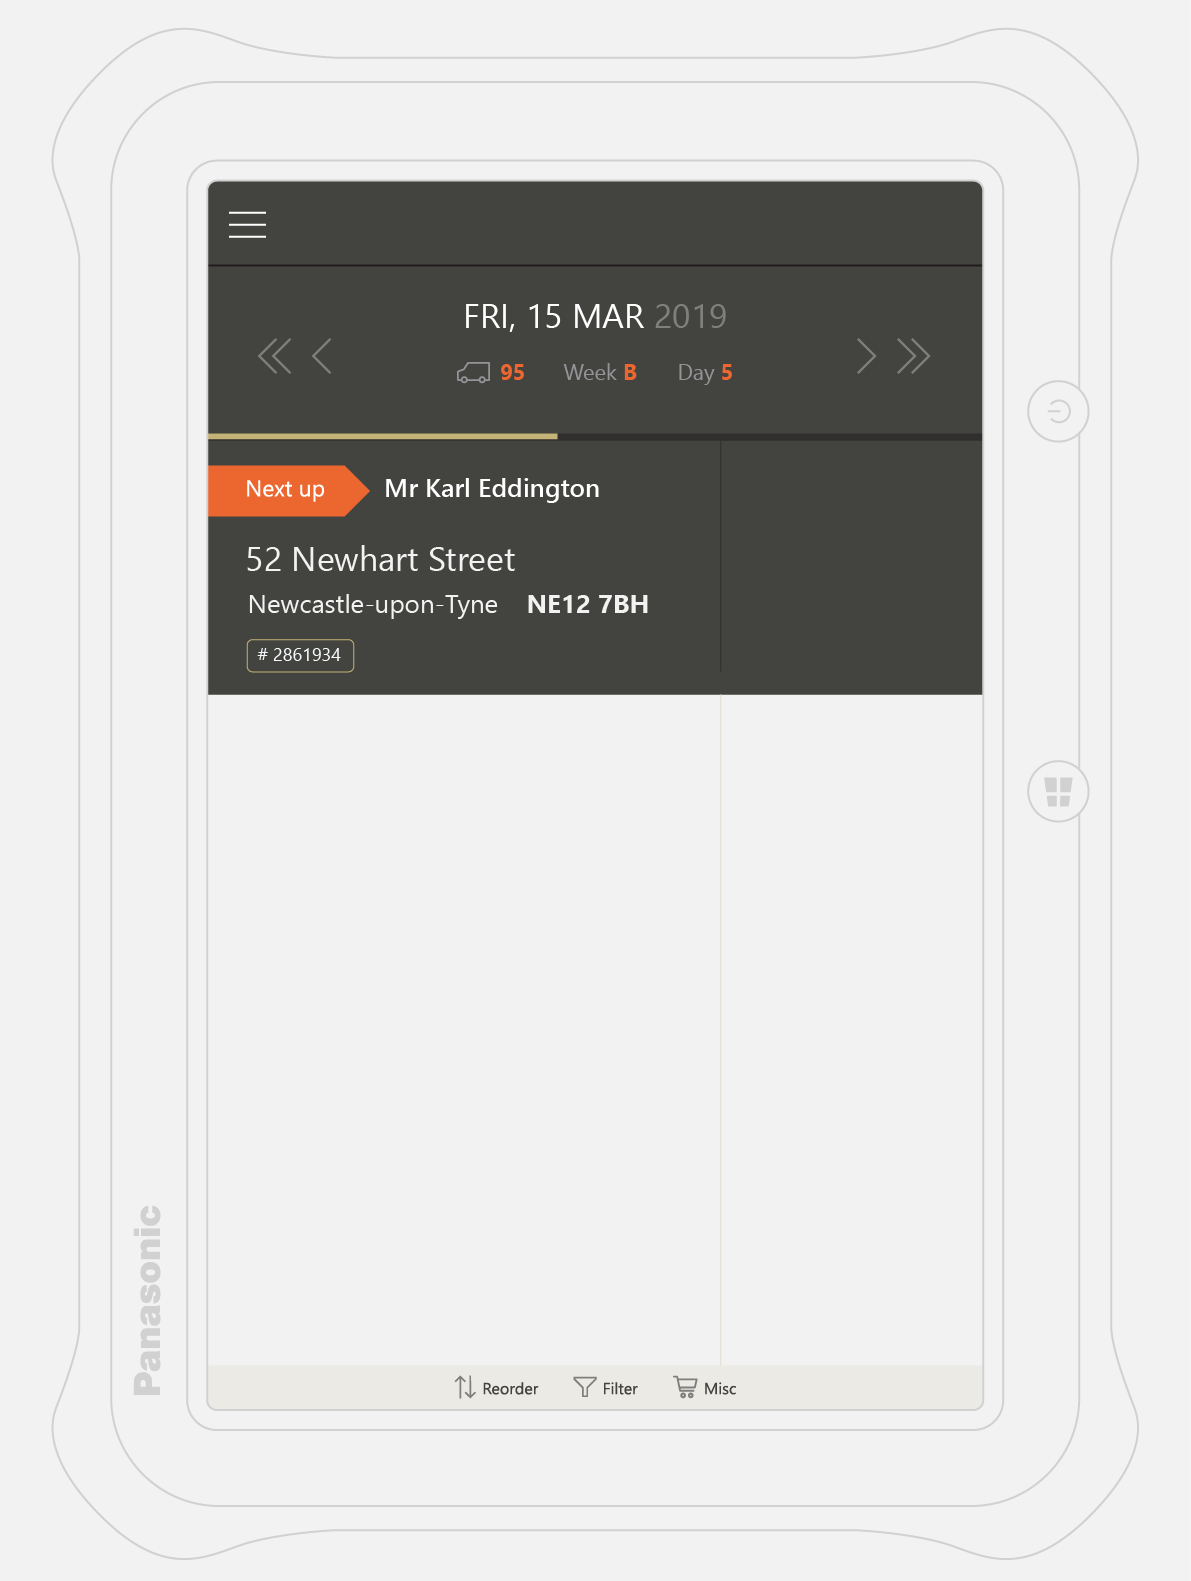 FRI, 15 MAR 2019
95 Week B Day 5
Next up Mr Karl Eddington
52 Newhart Street
Newcastle-upon-Tyne NE12 7BH
# 2861934
Reorder Filter Misc
Panasonic